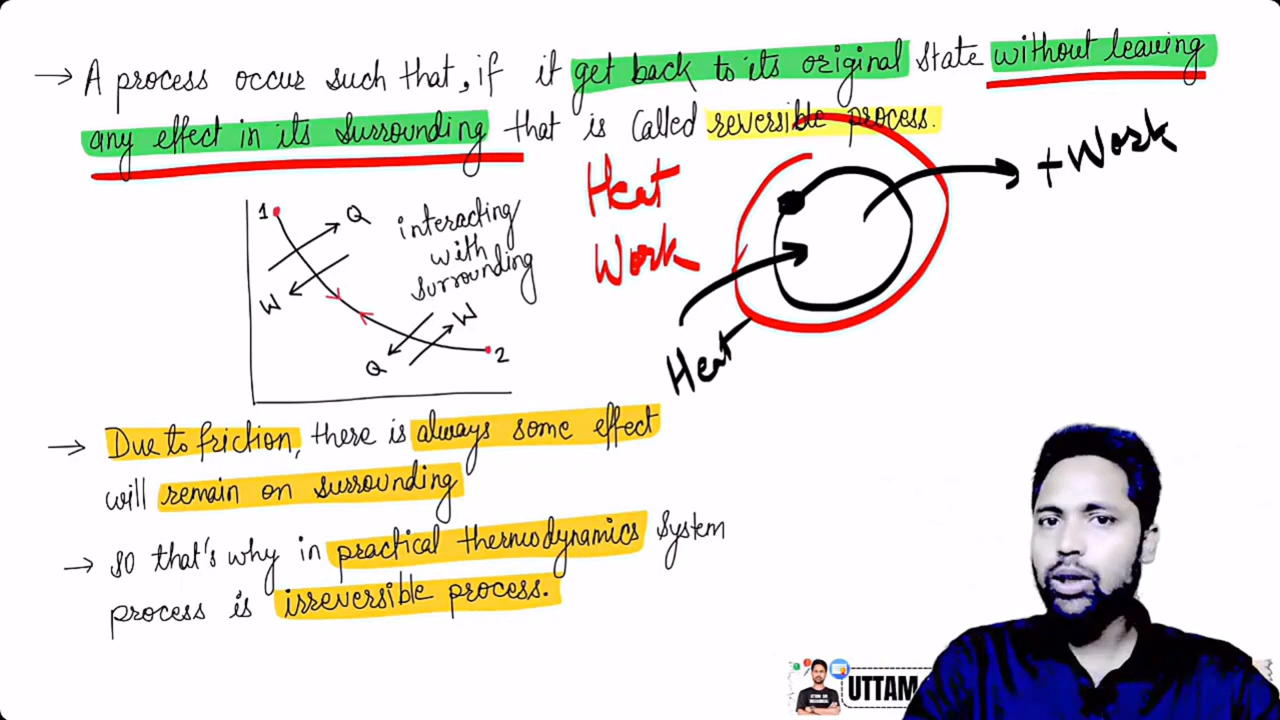 → A process occur such that, if it get back to its original state without leaving
any effect in its surrounding that is called reversible process.
+ Work
Heat
Work
1
Q
interacting
with
surrounding
W
W
Q
2
Heat
→ Due to friction, there is always some effect
will remain on surrounding
→ so that's why in practical thermodynamics system
process is irreversible process.
UTTAM